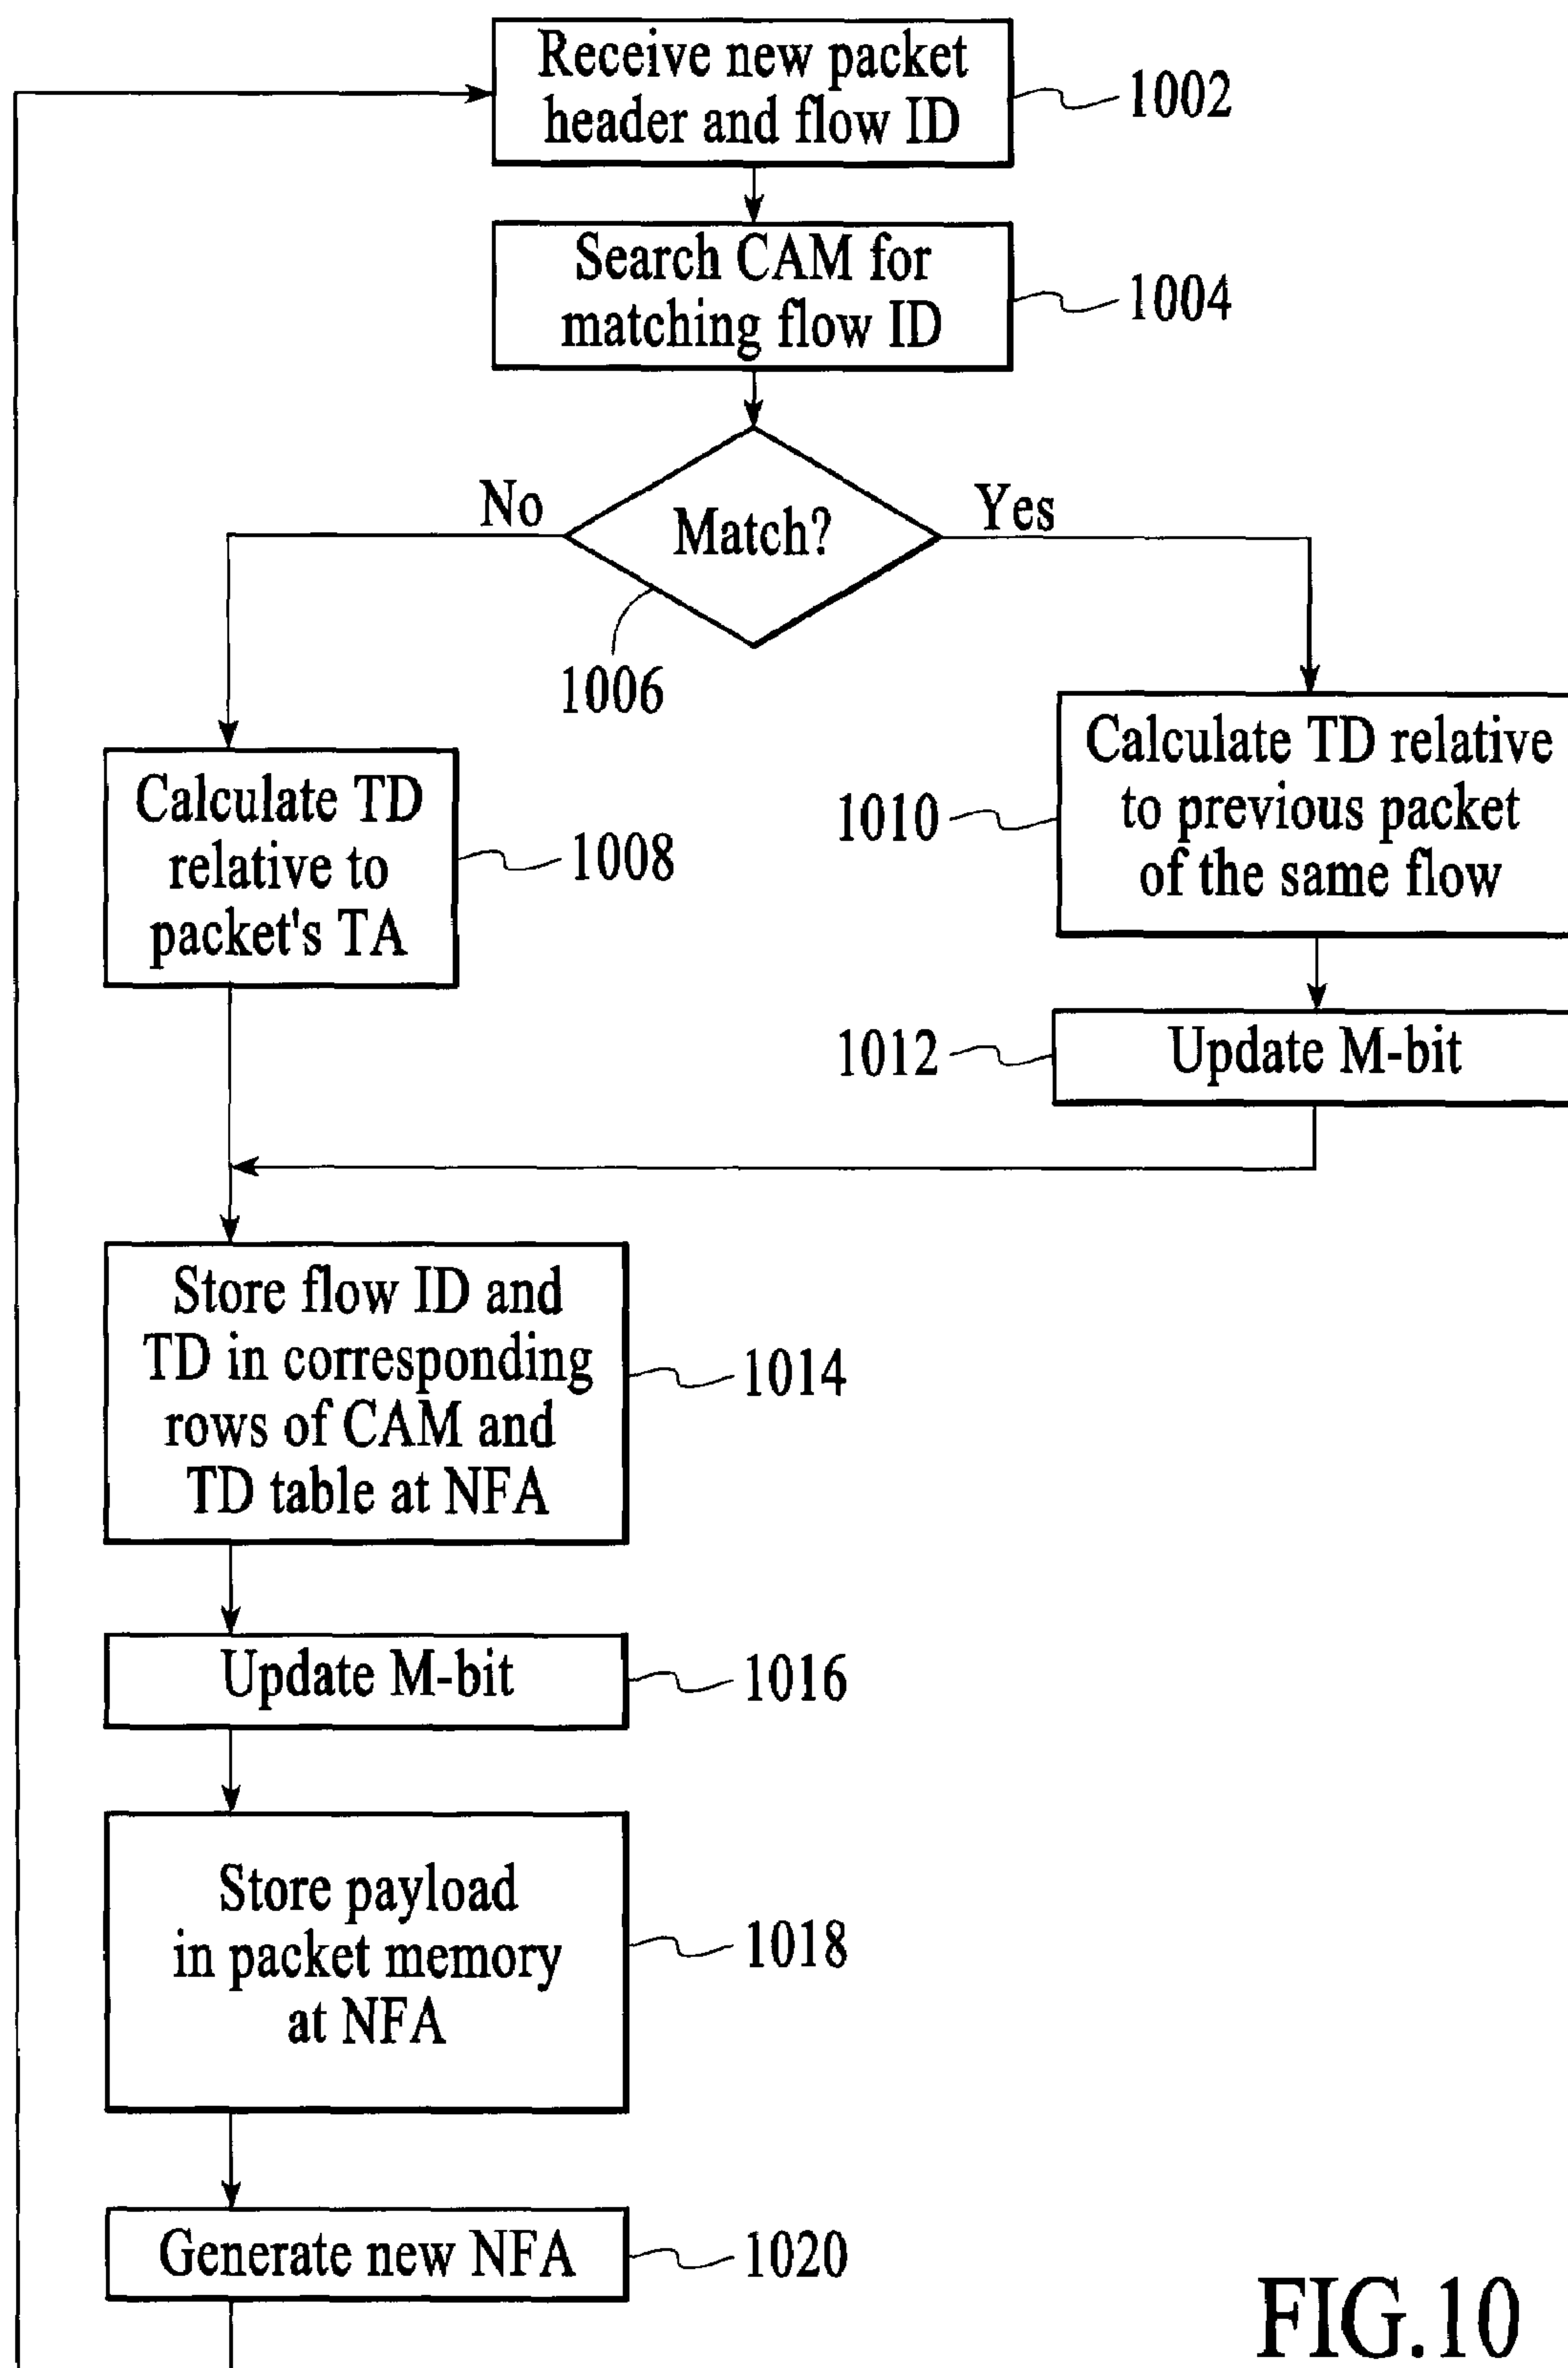 Receive new packet
header and flow ID
1002
Search CAM for
matching flow ID
1004
No
Match?
Yes
1006
Calculate TD
relative to
packet's TA
1008
Calculate TD relative
to previous packet
of the same flow
1010
1012
Update M-bit
Store flow ID and
TD in corresponding
rows of CAM and
TD table at NFA
1014
Update M-bit
1016
Store payload
in packet memory
at NFA
1018
Generate new NFA
1020
FIG.10